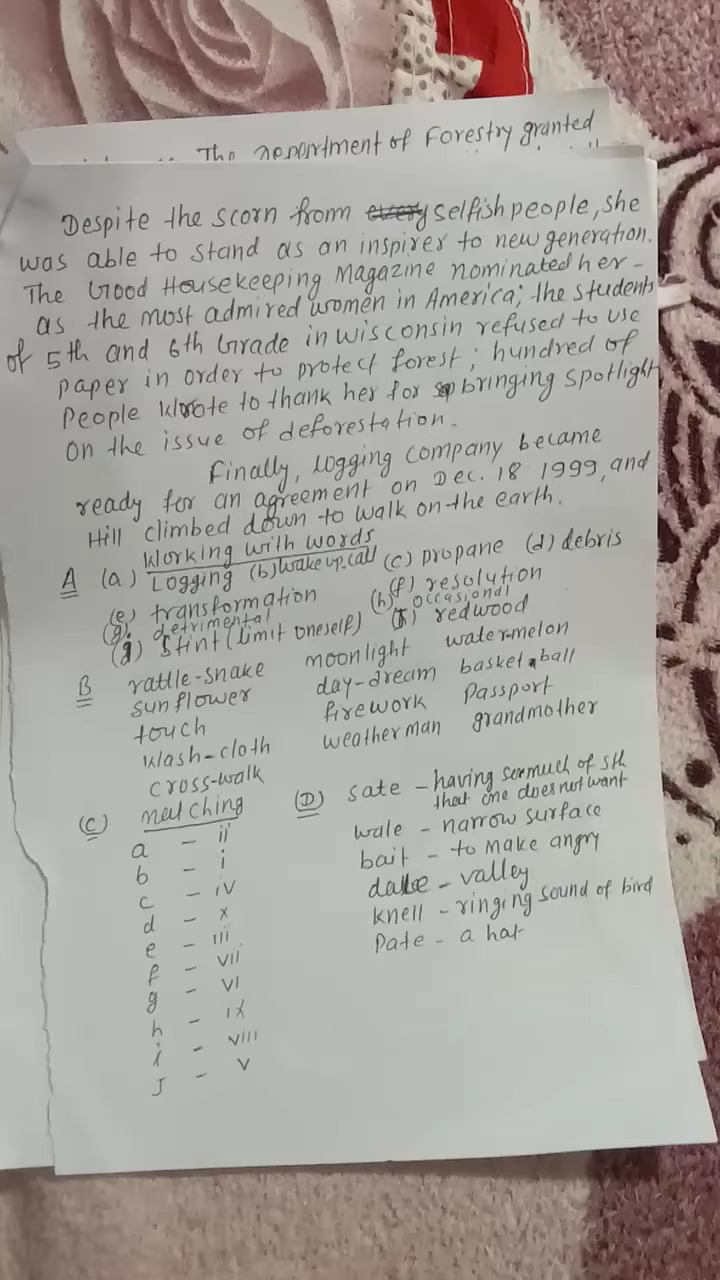 The Department of Forestry granted
Despite the scorn from every selfish people, she
was able to stand as an inspirer to new generation.
The Good Housekeeping Magazine nominated her -
as the most admired women in America; the students
of 5th and 6th Grade in Wisconsin refused to use
paper in order to protect forest; hundred of
People Wrote to thank her for bringing spotlight
on the issue of deforestation.
Finally, logging company became
ready for an agreement on Dec. 18 1999, and
Hill climbed down to walk on the earth.
Working with words
A (a) Logging (b) Wake up call (c) propane (d) debris
(e) transformation (f) resolution
(g) detrimental (h) occasional
(g) Stint (limit oneself) redwood
B rattle-snake moonlight watermelon
sunflower day-dream basket ball
touch firework Passport
Wash-cloth weather man grandmother
cross-walk
(C) Matching
a - ii
b - i
c - iv
d - x
e - iii
f - vii
g - vi
h - ix
i - viii
J - v
(D) sate - having so much of sth
that one does not want
wale - narrow surface
bait - to make angry
dale - valley
knell - ringing sound of bird
Pate - a hat